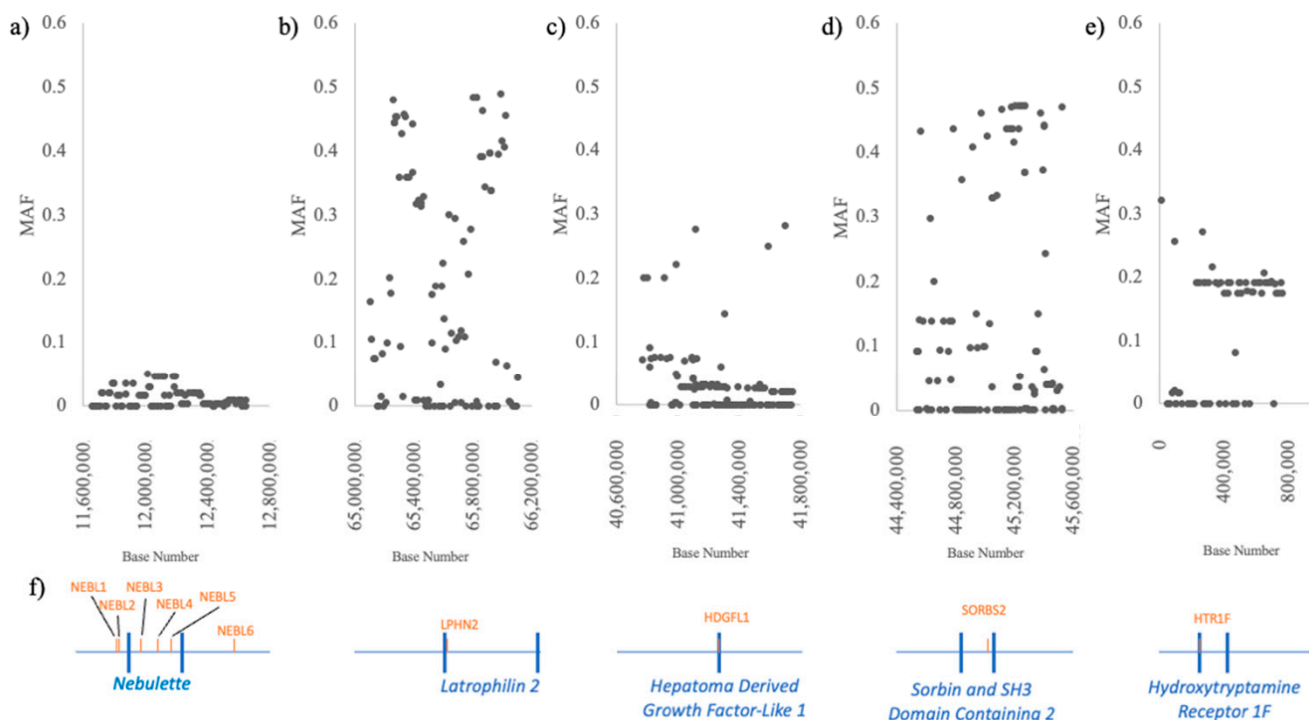 a)
0.6
0.5
0.4
0.3
0.2
0.1
0
MAF
11,600,000
12,000,000
12,400,000
12,800,000
Base Number
b)
0.6
0.5
0.4
0.3
0.2
0.1
0
MAF
65,000,000
65,400,000
65,800,000
66,200,000
Base Number
c)
0.6
0.5
0.4
0.3
0.2
0.1
0
MAF
40,600,000
41,000,000
41,400,000
41,800,000
Base Number
d)
0.6
0.5
0.4
0.3
0.2
0.1
0
MAF
44,400,000
44,800,000
45,200,000
45,600,000
Base Number
e)
0.6
0.5
0.4
0.3
0.2
0.1
0
MAF
0
400,000
800,000
Base Number
f)
NEBL1
NEBL2
NEBL3
NEBL4
NEBL5
NEBL6
Nebulette
LPHN2
Latrophilin 2
HDGFL1
Hepatoma Derived
Growth Factor-Like 1
SORBS2
Sorbin and SH3
Domain Containing 2
HTR1F
Hydroxytryptamine
Receptor 1F